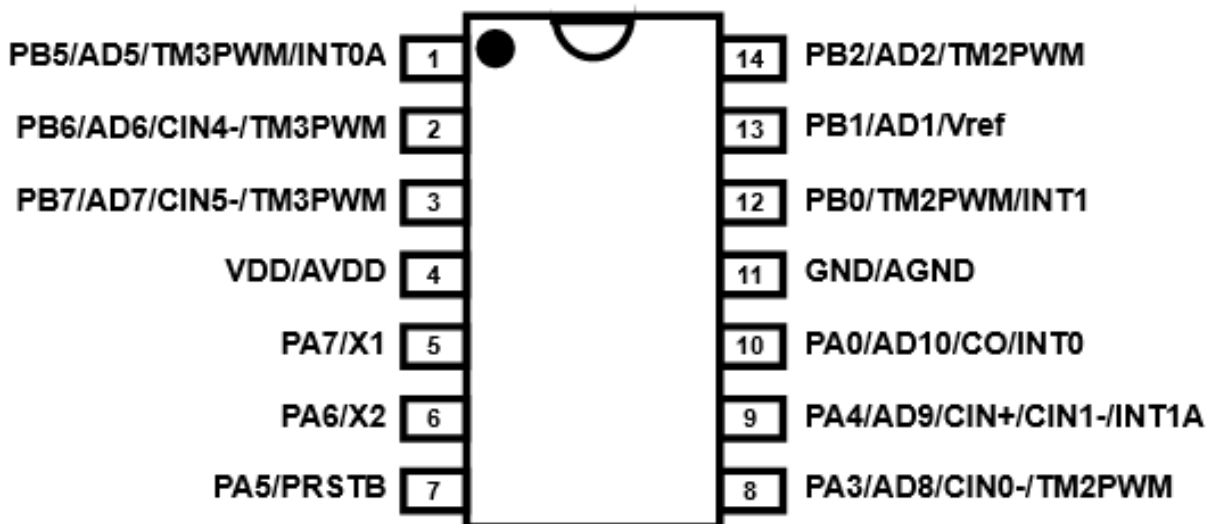 PB5/AD5/TM3PWM/INT0A 1 14 PB2/AD2/TM2PWM
PB6/AD6/CIN4-/TM3PWM 2 13 PB1/AD1/Vref
PB7/AD7/CIN5-/TM3PWM 3 12 PB0/TM2PWM/INT1
VDD/AVDD 4 11 GND/AGND
PA7/X1 5 10 PA0/AD10/CO/INT0
PA6/X2 6 9 PA4/AD9/CIN+/CIN1-/INT1A
PA5/PRSTB 7 8 PA3/AD8/CIN0-/TM2PWM